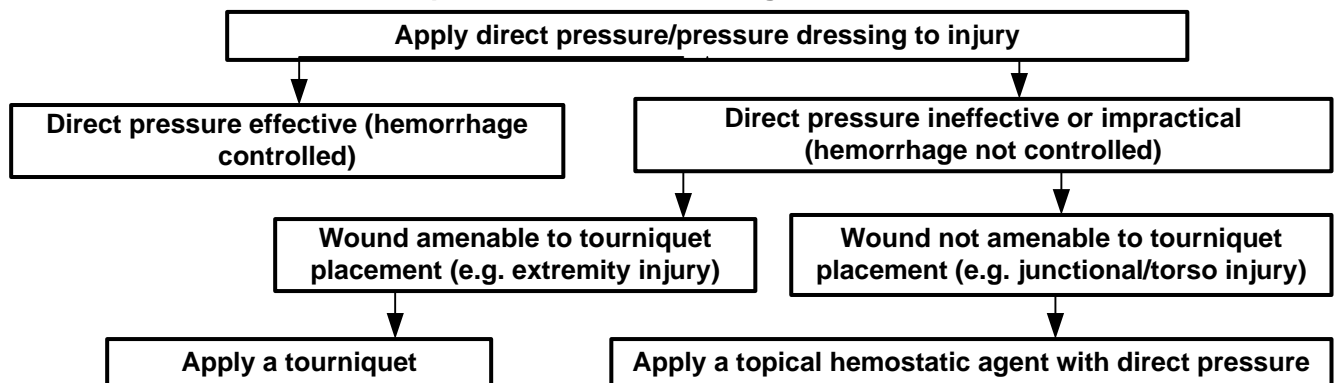 Apply direct pressure/pressure dressing to injury
Direct pressure effective (hemorrhage
controlled)
Direct pressure ineffective or impractical
(hemorrhage not controlled)
Wound amenable to tourniquet
placement (e.g. extremity injury)
Wound not amenable to tourniquet
placement (e.g. junctional/torso injury)
Apply a tourniquet
Apply a topical hemostatic agent with direct pressure